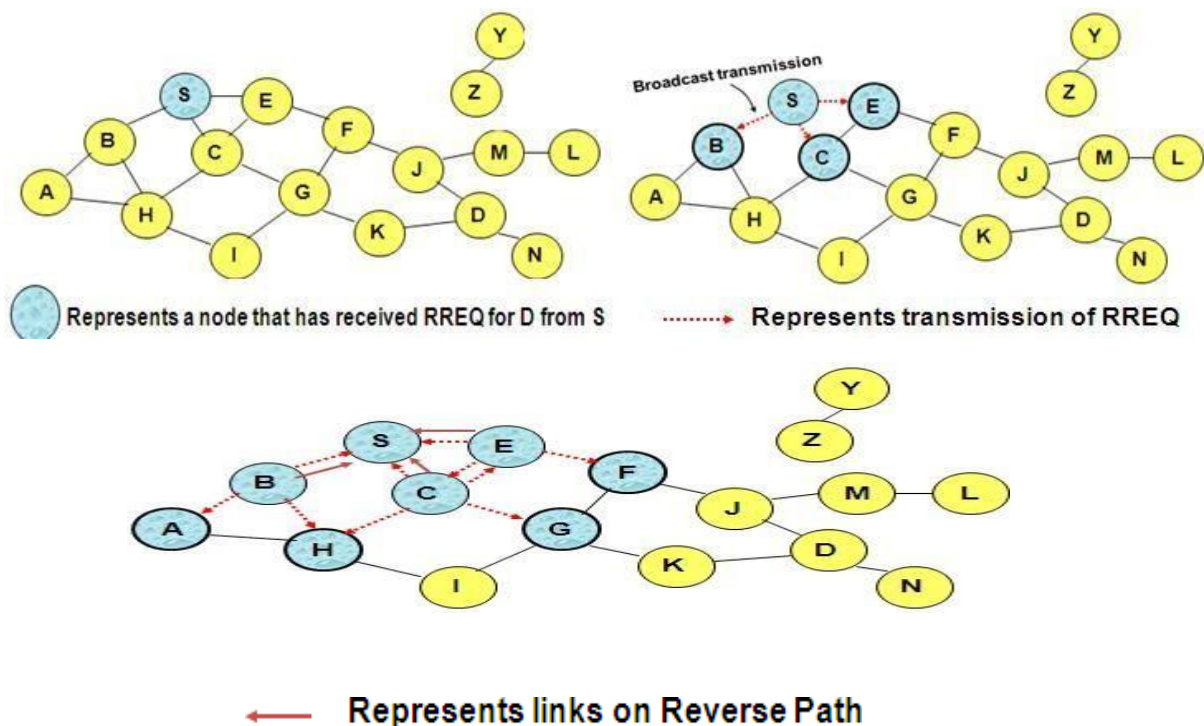 Y
Z
S
E
B
F
C
M
L
J
A
G
H
D
K
I
N
Y
Broadcast transmission
Z
S
E
B
F
C
M
L
J
A
G
H
D
K
I
N
Represents a node that has received RREQ for D from S
Represents transmission of RREQ
Y
Z
S
E
F
B
C
M
L
J
A
G
H
D
K
I
N
Represents links on Reverse Path